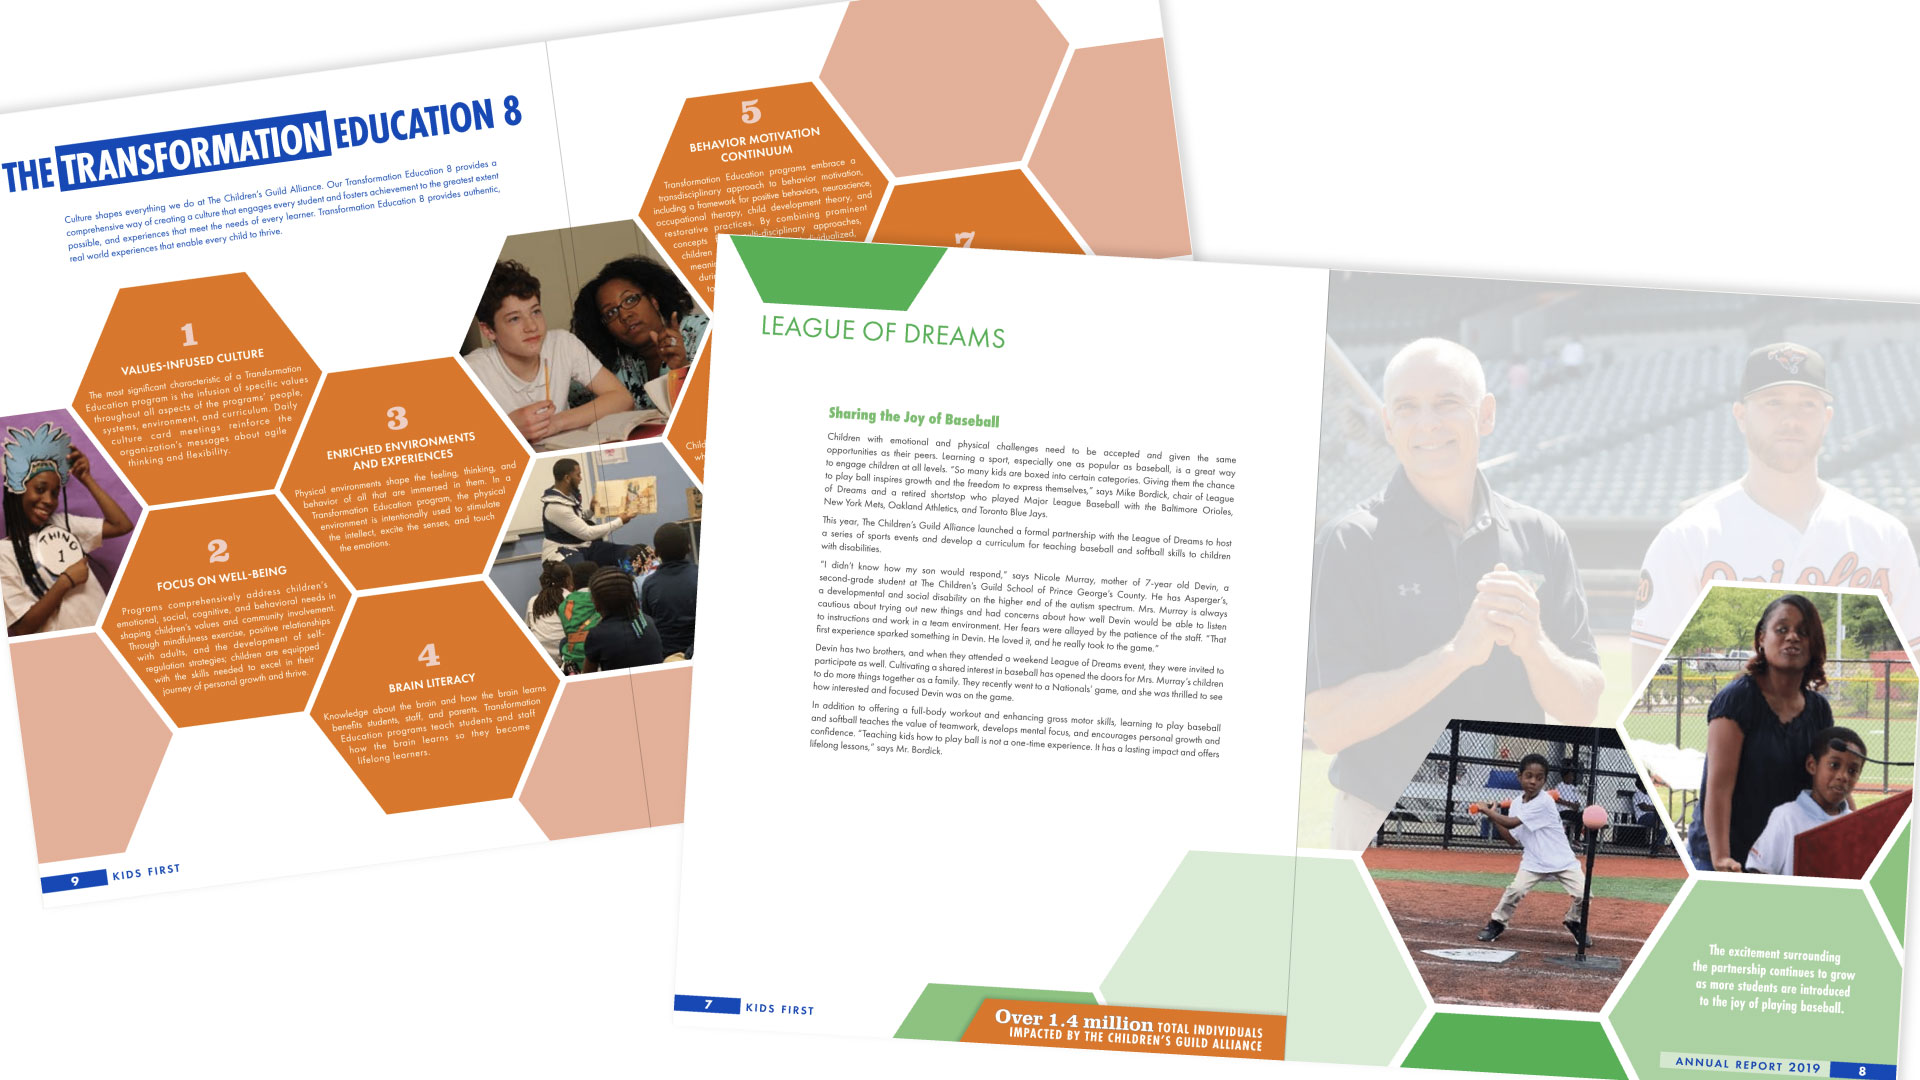 THE TRANSFORMATION EDUCATION 8
Culture shapes everything we do at The Children's Guild Alliance. Our Transformation Education 8 provides a
comprehensive way of creating a culture that engages every student and fosters achievement to the greatest extent
possible, and experiences that meet the needs of every learner. Transformation Education 8 provides authentic,
real world experiences that enable every child to thrive.
1
VALUES-INFUSED CULTURE
The most significant characteristic of a Transformation
Education program is the infusion of specific values
throughout all aspects of the programs' people,
systems, environment, and curriculum. Daily
culture card meetings reinforce the
organization's messages about agile
thinking and flexibility.
2
FOCUS ON WELL-BEING
Programs comprehensively address children's
emotional, social, cognitive, and behavioral needs in
shaping children's values and community involvement.
Through mindfulness exercise, positive relationships
with adults, and the development of self-
regulation strategies; children are equipped
with the skills needed to excel in their
journey of personal growth and thrive.
3
ENRICHED ENVIRONMENTS
AND EXPERIENCES
Physical environments shape the feeling, thinking, and
behavior of all that are immersed in them. In a
Transformation Education program, the physical
environment is intentionally used to stimulate
the intellect, excite the senses, and touch
the emotions.
4
BRAIN LITERACY
Knowledge about the brain and how the brain learns
benefits students, staff, and parents. Transformation
Education programs teach students and staff
how the brain learns so they become
lifelong learners.
5
BEHAVIOR MOTIVATION
CONTINUUM
Transformation Education programs embrace a
transdisciplinary approach to behavior motivation,
including a framework for positive behaviors, neuroscience,
occupational therapy, child development theory, and
restorative practices. By combining prominent
concepts
approaches,
children
7
THING
1
9 KIDS FIRST
LEAGUE OF DREAMS
Sharing the Joy of Baseball
Children with emotional and physical challenges need to be accepted and given the same
opportunities as their peers. Learning a sport, especially one as popular as baseball, is a great way
to engage children at all levels. "So many kids are boxed into certain categories. Giving them the chance
to play ball inspires growth and the freedom to express themselves," says Mike Bordick, chair of League
of Dreams and a retired shortstop who played Major League Baseball with the Baltimore Orioles,
New York Mets, Oakland Athletics, and Toronto Blue Jays.
This year, The Children's Guild Alliance launched a formal partnership with the League of Dreams to host
a series of sports events and develop a curriculum for teaching baseball and softball skills to children
with disabilities.
"I didn't know how my son would respond," says Nicole Murray, mother of 7-year old Devin, a
second-grade student at The Children's Guild School of Prince George's County. He has Asperger's,
a developmental and social disability on the higher end of the autism spectrum. Mrs. Murray is always
cautious about trying out new things and had concerns about how well Devin would be able to listen
to instructions and work in a team environment. Her fears were allayed by the patience of the staff. "That
first experience sparked something in Devin. He loved it, and he really took to the game."
Devin has two brothers, and when they attended a weekend League of Dreams event, they were invited to
participate as well. Cultivating a shared interest in baseball has opened the doors for Mrs. Murray's children
to do more things together as a family. They recently went to a Nationals' game, and she was thrilled to see
how interested and focused Devin was on the game.
In addition to offering a full-body workout and enhancing gross motor skills, learning to play baseball
and softball teaches the value of teamwork, develops mental focus, and encourages personal growth and
confidence. "Teaching kids how to play ball is not a one-time experience. It has a lasting impact and offers
lifelong lessons," says Mr. Bordick.
Orioles
The excitement surrounding
the partnership continues to grow
as more students are introduced
to the joy of playing baseball.
7 KIDS FIRST
Over 1.4 million TOTAL INDIVIDUALS
IMPACTED BY THE CHILDREN'S GUILD ALLIANCE
ANNUAL REPORT 2019 8